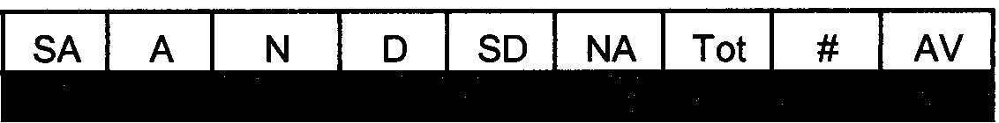 SA A N D SD NA Tot # AV